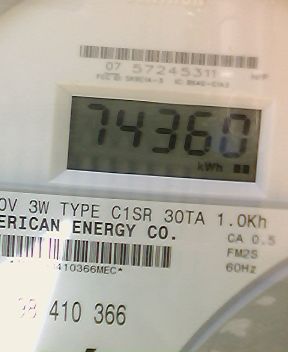 07 57245311
74360
kWh
0V 3W TYPE C1SR 30TA 1.0Kh
ERICAN ENERGY CO.
CA 0.5
FM2S
410366MEC*
60Hz
98 410 366